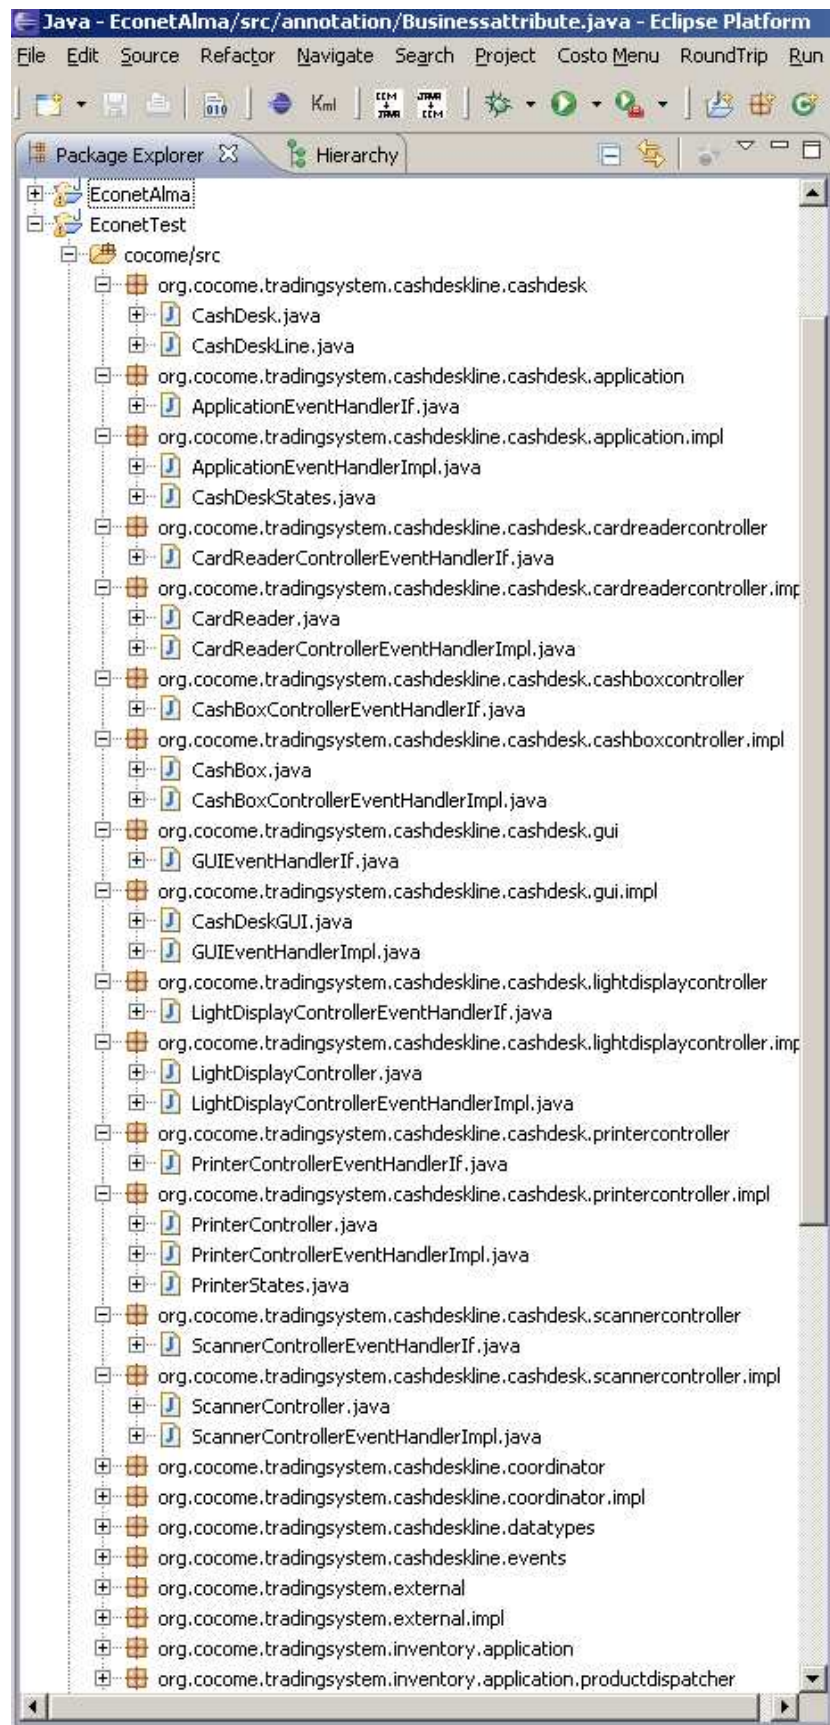 Java - EconetAlma/src/annotation/Businessattribute.java - Eclipse Platform
File Edit Source Refactor Navigate Search Project Costo Menu RoundTrip Run
010 Kml CCM JAVA JAVA CCM
Package Explorer Hierarchy
EconetAlma
EconetTest
cocome/src
org.cocome.tradingsystem.cashdeskline.cashdesk
CashDesk.java
CashDeskLine.java
org.cocome.tradingsystem.cashdeskline.cashdesk.application
ApplicationEventHandlerIf.java
org.cocome.tradingsystem.cashdeskline.cashdesk.application.impl
ApplicationEventHandlerImpl.java
CashDeskStates.java
org.cocome.tradingsystem.cashdeskline.cashdesk.cardreadercontroller
CardReaderControllerEventHandlerIf.java
org.cocome.tradingsystem.cashdeskline.cashdesk.cardreadercontroller.imp
CardReader.java
CardReaderControllerEventHandlerImpl.java
org.cocome.tradingsystem.cashdeskline.cashdesk.cashboxcontroller
CashBoxControllerEventHandlerIf.java
org.cocome.tradingsystem.cashdeskline.cashdesk.cashboxcontroller.impl
CashBox.java
CashBoxControllerEventHandlerImpl.java
org.cocome.tradingsystem.cashdeskline.cashdesk.gui
GUIEventHandlerIf.java
org.cocome.tradingsystem.cashdeskline.cashdesk.gui.impl
CashDeskGUI.java
GUIEventHandlerImpl.java
org.cocome.tradingsystem.cashdeskline.cashdesk.lightdisplaycontroller
LightDisplayControllerEventHandlerIf.java
org.cocome.tradingsystem.cashdeskline.cashdesk.lightdisplaycontroller.imp
LightDisplayController.java
LightDisplayControllerEventHandlerImpl.java
org.cocome.tradingsystem.cashdeskline.cashdesk.printercontroller
PrinterControllerEventHandlerIf.java
org.cocome.tradingsystem.cashdeskline.cashdesk.printercontroller.impl
PrinterController.java
PrinterControllerEventHandlerImpl.java
PrinterStates.java
org.cocome.tradingsystem.cashdeskline.cashdesk.scannercontroller
ScannerControllerEventHandlerIf.java
org.cocome.tradingsystem.cashdeskline.cashdesk.scannercontroller.impl
ScannerController.java
ScannerControllerEventHandlerImpl.java
org.cocome.tradingsystem.cashdeskline.coordinator
org.cocome.tradingsystem.cashdeskline.coordinator.impl
org.cocome.tradingsystem.cashdeskline.datatypes
org.cocome.tradingsystem.cashdeskline.events
org.cocome.tradingsystem.external
org.cocome.tradingsystem.external.impl
org.cocome.tradingsystem.inventory.application
org.cocome.tradingsystem.inventory.application.productdispatcher